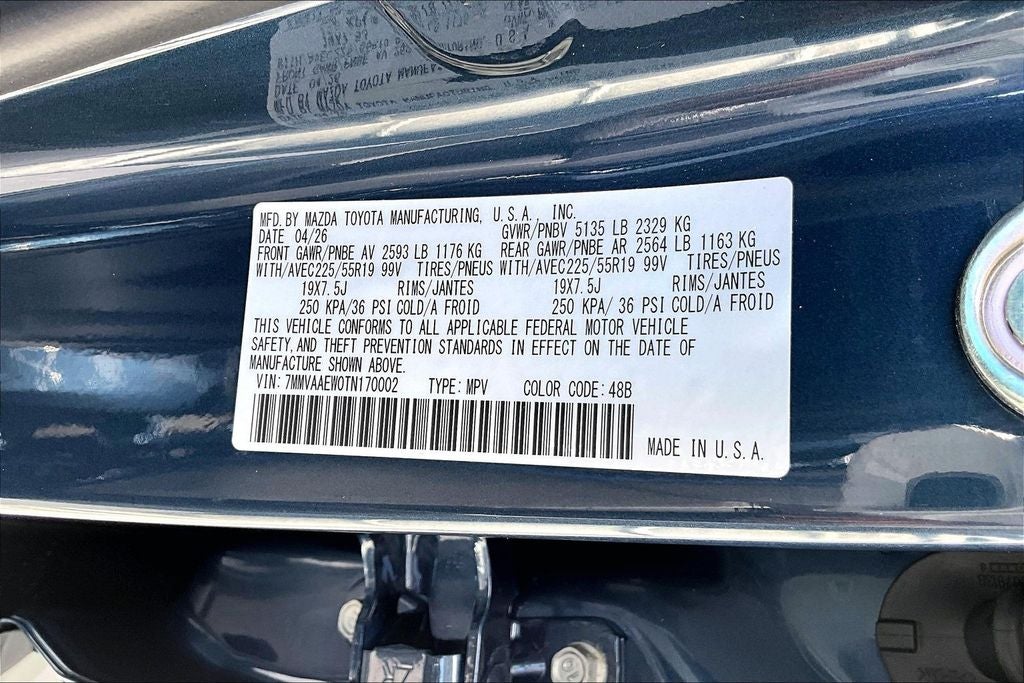 MFD. BY MAZDA TOYOTA MANUFACTURING, U.S.A., INC.
DATE 04/26 GVWR/PNBV 5135 LB 2329 KG
FRONT GAWR/PNBE AV 2593 LB 1176 KG REAR GAWR/PNBE AR 2564 LB 1163 KG
WITH/AVEC225/55R19 99V TIRES/PNEUS WITH/AVEC225/55R19 99V TIRES/PNEUS
19X7.5J RIMS/JANTES 19X7.5J RIMS/JANTES
250 KPA/36 PSI COLD/A FROID 250 KPA/ 36 PSI COLD/A FROID
THIS VEHICLE CONFORMS TO ALL APPLICABLE FEDERAL MOTOR VEHICLE
SAFETY, AND THEFT PREVENTION STANDARDS IN EFFECT ON THE DATE OF
MANUFACTURE SHOWN ABOVE.
VIN: 7MMVAAEW0TN170002 TYPE: MPV COLOR CODE: 48B
MADE IN U.S.A.